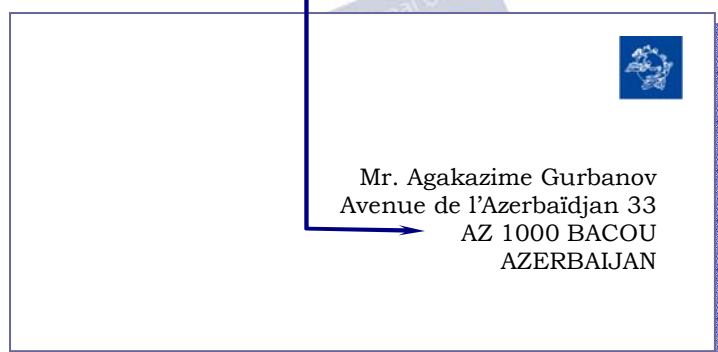 Mr. Agakazime Gurbanov
Avenue de l’Azerbaïdjan 33
AZ 1000 BACOU
AZERBAIJAN